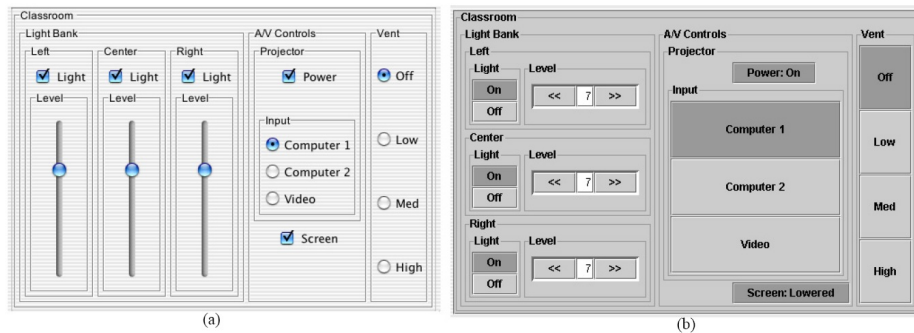 Classroom
Light Bank
Left
Light
Level
Center
Light
Level
Right
Light
Level
A/V Controls
Projector
Power
Input
Computer 1
Computer 2
Video
Screen
Vent
Off
Low
Med
High
(a)
Classroom
Light Bank
Left
Light
On
Off
Level
<< 7 >>
Center
Light
On
Off
Level
<< 7 >>
Right
Light
On
Off
Level
<< 7 >>
A/V Controls
Projector
Power: On
Input
Computer 1
Computer 2
Video
Screen: Lowered
Vent
Off
Low
Med
High
(b)